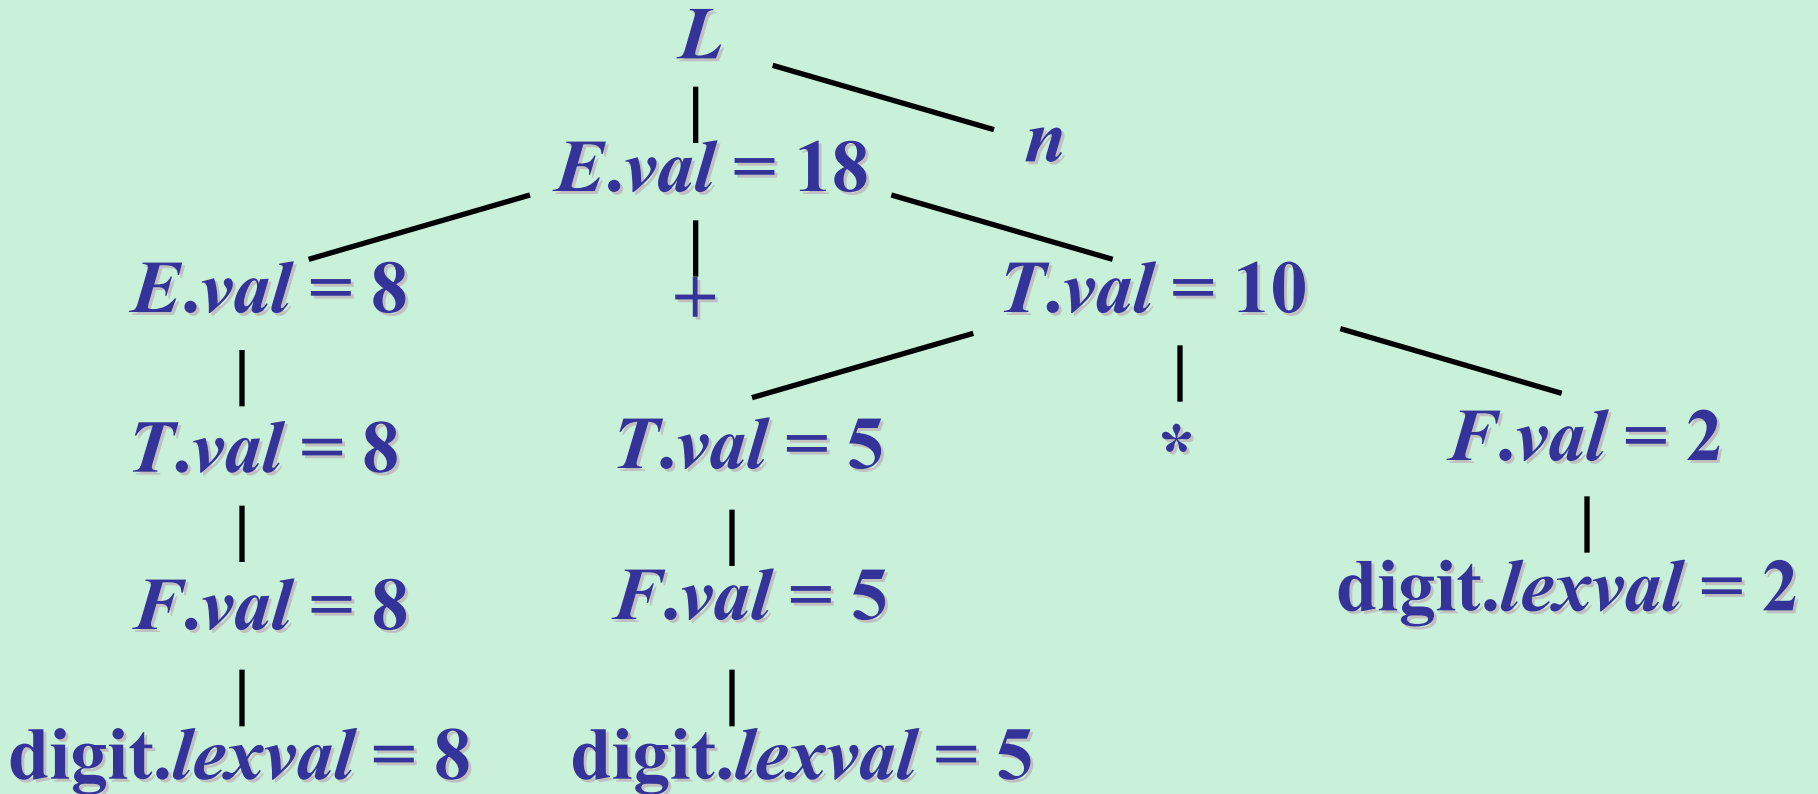 L
n
E.val = 18
E.val = 8 + T.val = 10
T.val = 8 T.val = 5 * F.val = 2
F.val = 8 F.val = 5 digit.lexval = 2
digit.lexval = 8 digit.lexval = 5